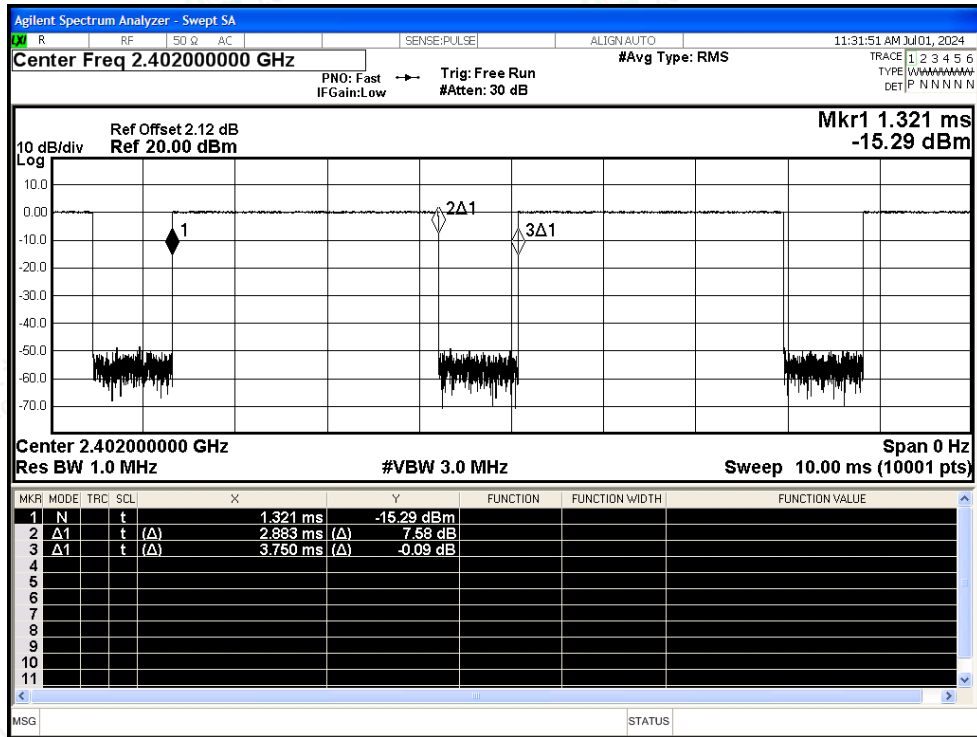 Agilent Spectrum Analyzer - Swept SA
LXI R RF 50 Ω AC SENSE:PULSE ALIGN AUTO 11:31:51 AM Jul 01, 2024
Center Freq 2.402000000 GHz #Avg Type: RMS TRACE 1 2 3 4 5 6
PNO: Fast Trig: Free Run TYPE W
IFGain:Low #Atten: 30 dB DET P N N N N N
Mkr1 1.321 ms
Ref Offset 2.12 dB
10 dB/div Ref 20.00 dBm -15.29 dBm
Log
10.0
0.00
2Δ1
1
3Δ1
-10.0
-20.0
-30.0
-40.0
-50.0
-60.0
-70.0
Center 2.402000000 GHz Span 0 Hz
Res BW 1.0 MHz #VBW 3.0 MHz Sweep 10.00 ms (10001 pts)
MKR MODE TRC SCL X Y FUNCTION FUNCTION WIDTH FUNCTION VALUE
1 N t 1.321 ms -15.29 dBm
2 Δ1 t (Δ) 2.883 ms (Δ) 7.58 dB
3 Δ1 t (Δ) 3.750 ms (Δ) -0.09 dB
4
5
6
7
8
9
10
11
MSG STATUS